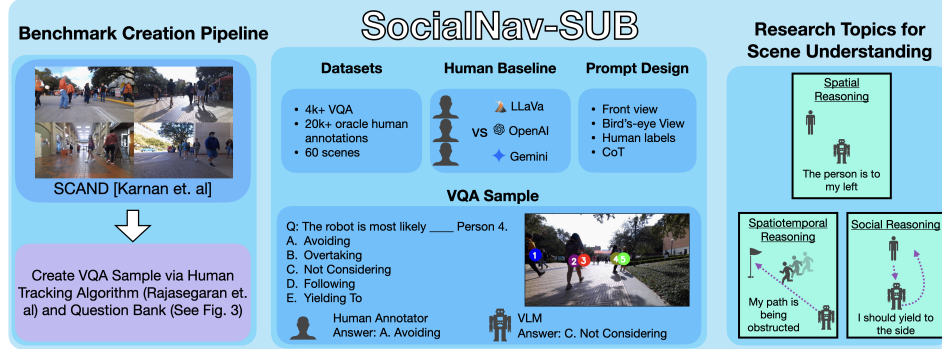 SocialNav-SUB
Benchmark Creation Pipeline
SCAND [Karnan et. al]
Create VQA Sample via Human
Tracking Algorithm (Rajasegaran et.
al) and Question Bank (See Fig. 3)
Datasets
• 4k+ VQA
• 20k+ oracle human
annotations
• 60 scenes
Human Baseline
vs
LLaVa
OpenAI
Gemini
Prompt Design
• Front view
• Bird's-eye View
• Human labels
• CoT
VQA Sample
Q: The robot is most likely ____ Person 4.
A. Avoiding
B. Overtaking
C. Not Considering
D. Following
E. Yielding To
1
2
3
4
5
Human Annotator
Answer: A. Avoiding
VLM
Answer: C. Not Considering
Research Topics for
Scene Understanding
Spatial
Reasoning
The person is to
my left
Spatiotemporal
Reasoning
My path is
being
obstructed
Social Reasoning
I should yield to
the side